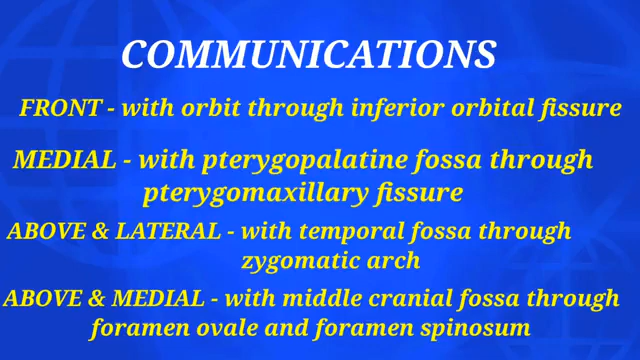 COMMUNICATIONS
FRONT - with orbit through inferior orbital fissure
MEDIAL - with pterygopalatine fossa through
pterygomaxillary fissure
ABOVE & LATERAL - with temporal fossa through
zygomatic arch
ABOVE & MEDIAL - with middle cranial fossa through
foramen ovale and foramen spinosum